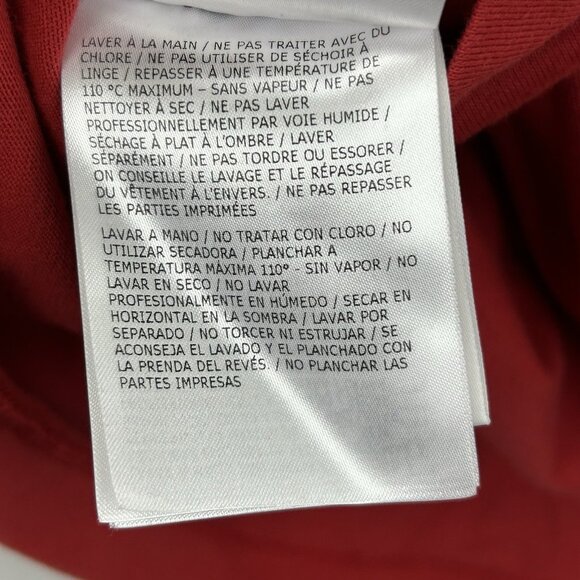 LAVER À LA MAIN / NE PAS TRAITER AVEC DU
CHLORE / NE PAS UTILISER DE SÉCHOIR À
LINGE / REPASSER À UNE TEMPÉRATURE DE
110 °C MAXIMUM - SANS VAPEUR / NE PAS
NETTOYER À SEC / NE PAS LAVER
PROFESSIONNELLEMENT PAR VOIE HUMIDE /
SÉCHAGE À PLAT À L'OMBRE / LAVER
SÉPARÉMENT / NE PAS TORDRE OU ESSORER /
ON CONSEILLE LE LAVAGE ET LE RÉPASSAGE
DU VÊTEMENT À L'ENVERS. / NE PAS REPASSER
LES PARTIES IMPRIMÉES
LAVAR A MANO / NO TRATAR CON CLORO / NO
UTILIZAR SECADORA / PLANCHAR A
TEMPERATURA MÁXIMA 110° - SIN VAPOR / NO
LAVAR EN SECO / NO LAVAR
PROFESIONALMENTE EN HÚMEDO / SECAR EN
HORIZONTAL EN LA SOMBRA / LAVAR POR
SEPARADO / NO TORCER NI ESTRUJAR / SE
ACONSEJA EL LAVADO Y EL PLANCHADO CON
LA PRENDA DEL REVÉS. / NO PLANCHAR LAS
PARTES IMPRESAS